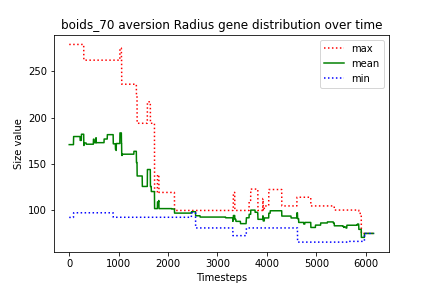 boids_70 aversion Radius gene distribution over time
max
mean
min
Size value
250
200
150
100
0
1000
2000
3000
4000
5000
6000
Timesteps